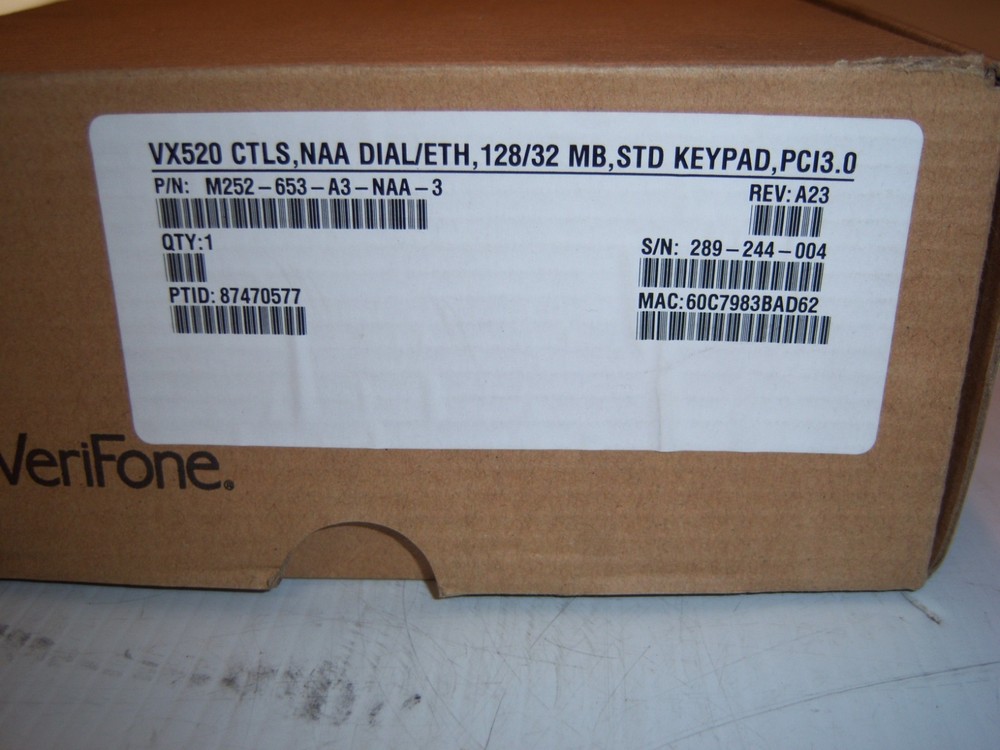 VX520 CTLS,NAA DIAL/ETH,128/32 MB,STD KEYPAD,PCI3.0
P/N: M252-653-A3-NAA-3
REV: A23
QTY:1
S/N: 289-244-004
PTID: 87470577
MAC:60C7983BAD62
VeriFone®